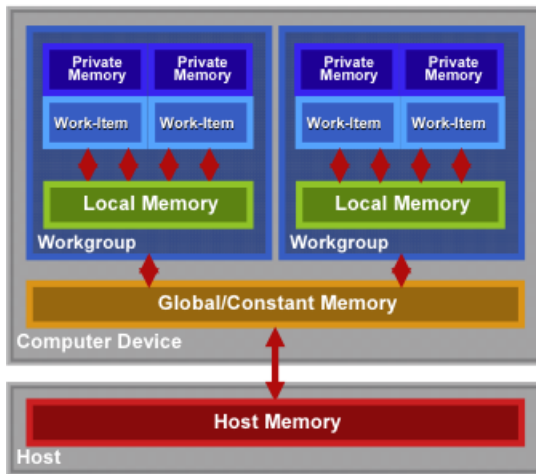 Private
Memory
Private
Memory
Private
Memory
Private
Memory
Work-Item
Work-Item
Work-Item
Work-Item
Local Memory
Local Memory
Workgroup
Workgroup
Global/Constant Memory
Computer Device
Host Memory
Host